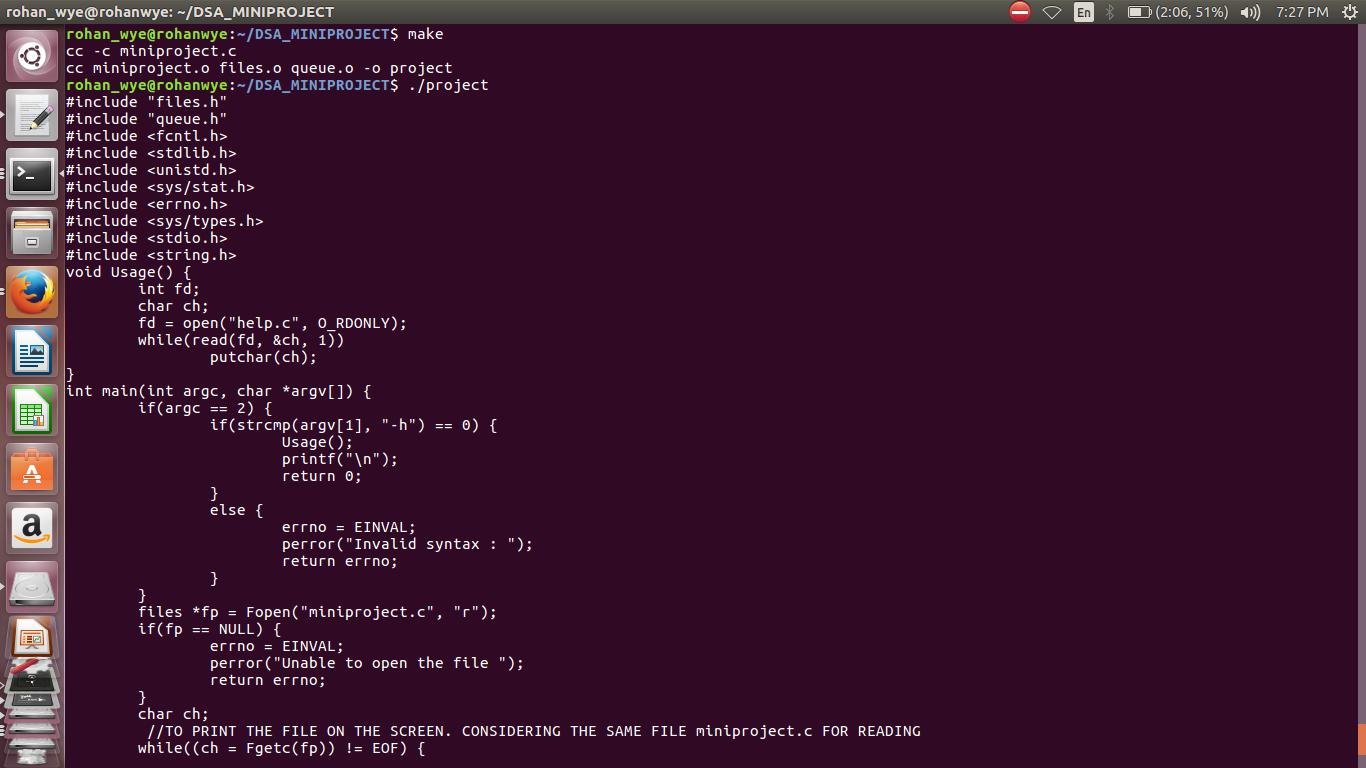 rohan_wye@rohanwye: ~/DSA_MINIPROJECT
En
(2:06, 51%)
7:27 PM
rohan_wye@rohanwye:~/DSA_MINIPROJECT$ make
cc -c miniproject.c
cc miniproject.o files.o queue.o -o project
rohan_wye@rohanwye:~/DSA_MINIPROJECT$ ./project
#include "files.h"
#include "queue.h"
#include <fcntl.h>
#include <stdlib.h>
#include <unistd.h>
#include <sys/stat.h>
#include <errno.h>
#include <sys/types.h>
#include <stdio.h>
#include <string.h>
void Usage() {
        int fd;
        char ch;
        fd = open("help.c", O_RDONLY);
        while(read(fd, &ch, 1))
                putchar(ch);
}
int main(int argc, char *argv[]) {
        if(argc == 2) {
                if(strcmp(argv[1], "-h") == 0) {
                        Usage();
                        printf("\n");
                        return 0;
                }
                else {
                        errno = EINVAL;
                        perror("Invalid syntax : ");
                        return errno;
                }
        }
        files *fp = Fopen("miniproject.c", "r");
        if(fp == NULL) {
                errno = EINVAL;
                perror("Unable to open the file ");
                return errno;
        }
        char ch;
         //TO PRINT THE FILE ON THE SCREEN. CONSIDERING THE SAME FILE miniproject.c FOR READING
        while((ch = Fgetc(fp)) != EOF) {